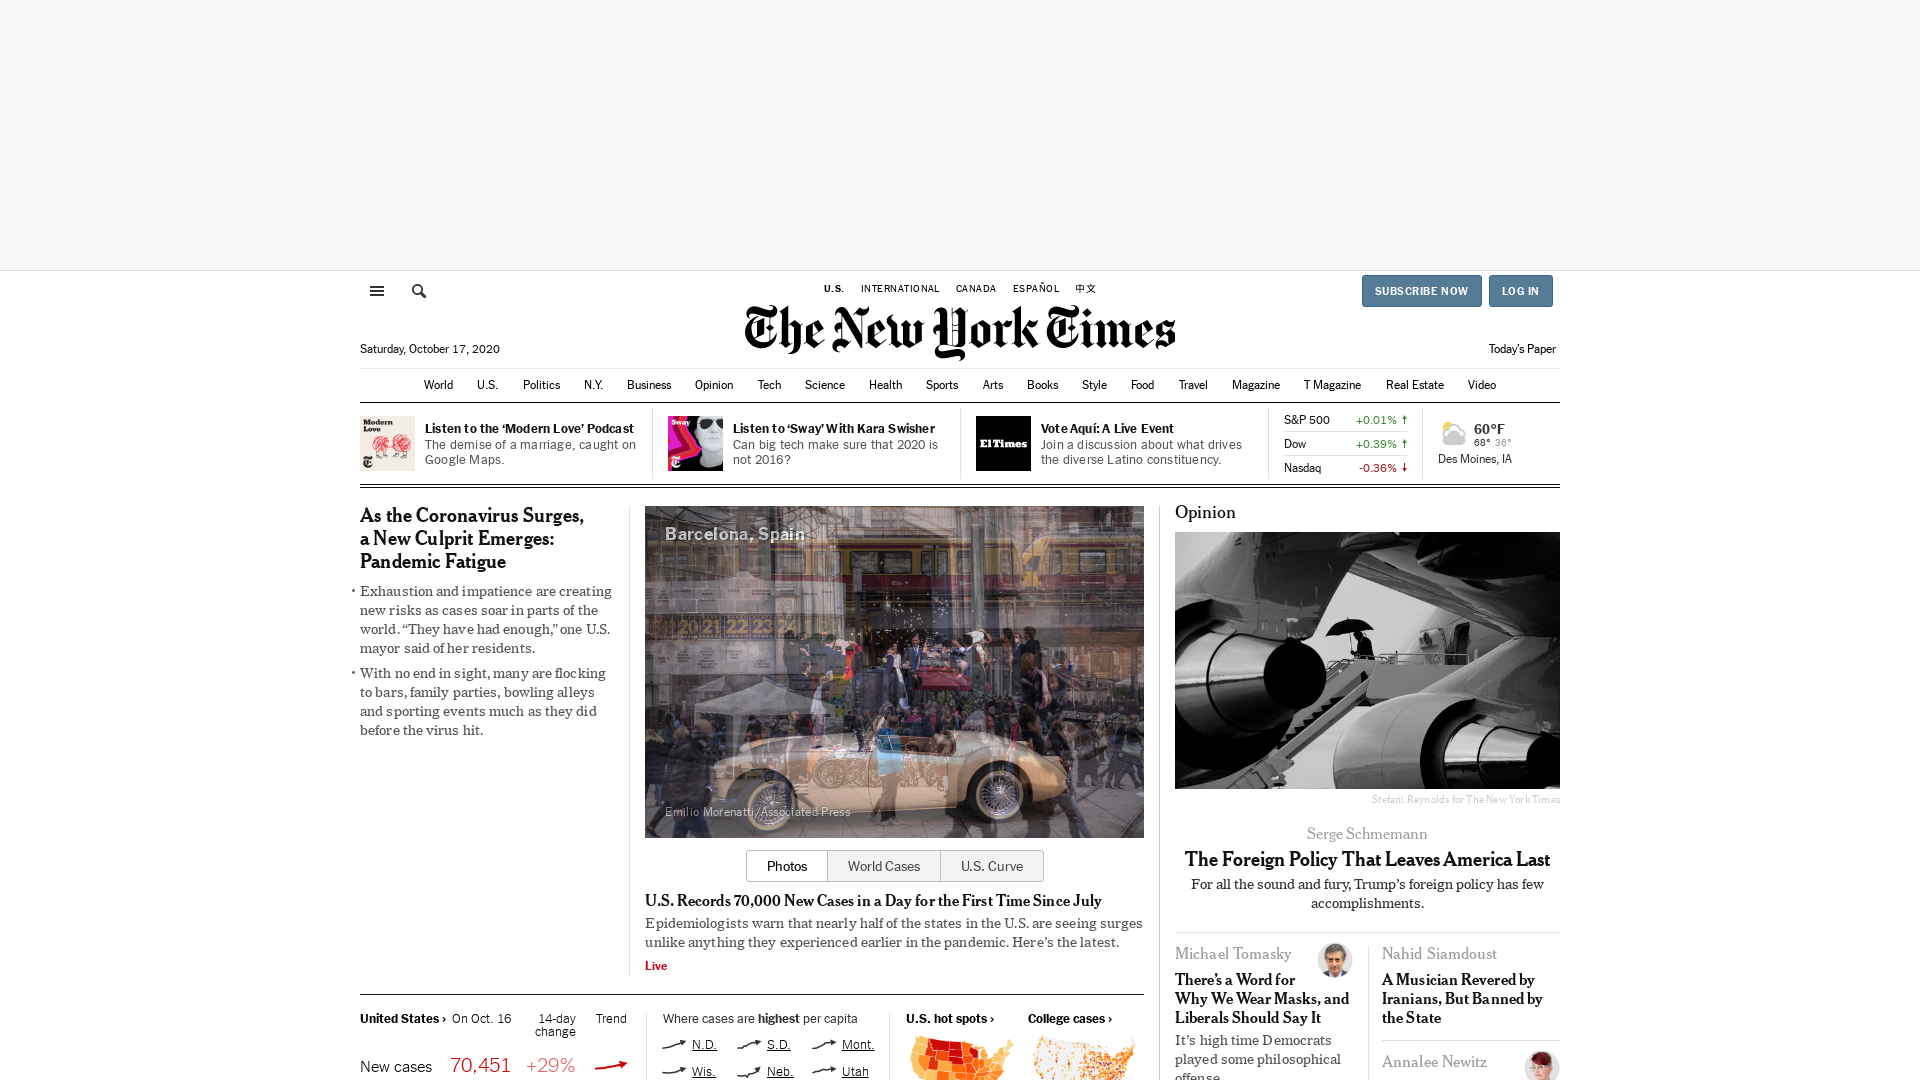 U.S. INTERNATIONAL CANADA ESPAÑOL 中文
SUBSCRIBE NOW LOG IN
The New York Times
Saturday, October 17, 2020
Today's Paper
World U.S. Politics N.Y. Business Opinion Tech Science Health Sports Arts Books Style Food Travel Magazine T Magazine Real Estate Video
Modern
Love
Listen to the ‘Modern Love’ Podcast
The demise of a marriage, caught on
Google Maps.
Sway
Listen to ‘Sway’ With Kara Swisher
Can big tech make sure that 2020 is
not 2016?
El Times
Vote Aquí: A Live Event
Join a discussion about what drives
the diverse Latino constituency.
S&P 500 +0.01%
Dow +0.39%
Nasdaq -0.36%
60°F
68° 36°
Des Moines, IA
As the Coronavirus Surges,
a New Culprit Emerges:
Pandemic Fatigue
• Exhaustion and impatience are creating
new risks as cases soar in parts of the
world. “They have had enough,” one U.S.
mayor said of her residents.
• With no end in sight, many are flocking
to bars, family parties, bowling alleys
and sporting events much as they did
before the virus hit.
Barcelona, Spain
20 21 22 23 24
Emilio Morenatti/Associated Press
Photos World Cases U.S. Curve
U.S. Records 70,000 New Cases in a Day for the First Time Since July
Epidemiologists warn that nearly half of the states in the U.S. are seeing surges
unlike anything they experienced earlier in the pandemic. Here’s the latest.
Live
Opinion
Stefani Reynolds for The New York Times
Serge Schmemann
The Foreign Policy That Leaves America Last
For all the sound and fury, Trump’s foreign policy has few
accomplishments.
Michael Tomasky
There’s a Word for
Why We Wear Masks, and
Liberals Should Say It
It’s high time Democrats
played some philosophical
offense.
Nahid Siamdoust
A Musician Revered by
Iranians, But Banned by
the State
Annalee Newitz
United States › On Oct. 16 14-day
change Trend
New cases 70,451 +29%
Where cases are highest per capita
N.D. S.D. Mont.
Wis. Neb. Utah
U.S. hot spots › College cases ›